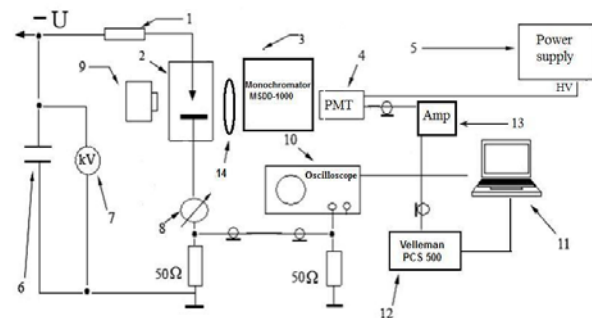 – U
1
2
3
4
5
Power
supply
HV
9
Monochromator
MSDD-1000
PMT
Amp
13
14
10
Oscilloscope
kV
7
6
8
50Ω
50Ω
Velleman
PCS 500
12
11